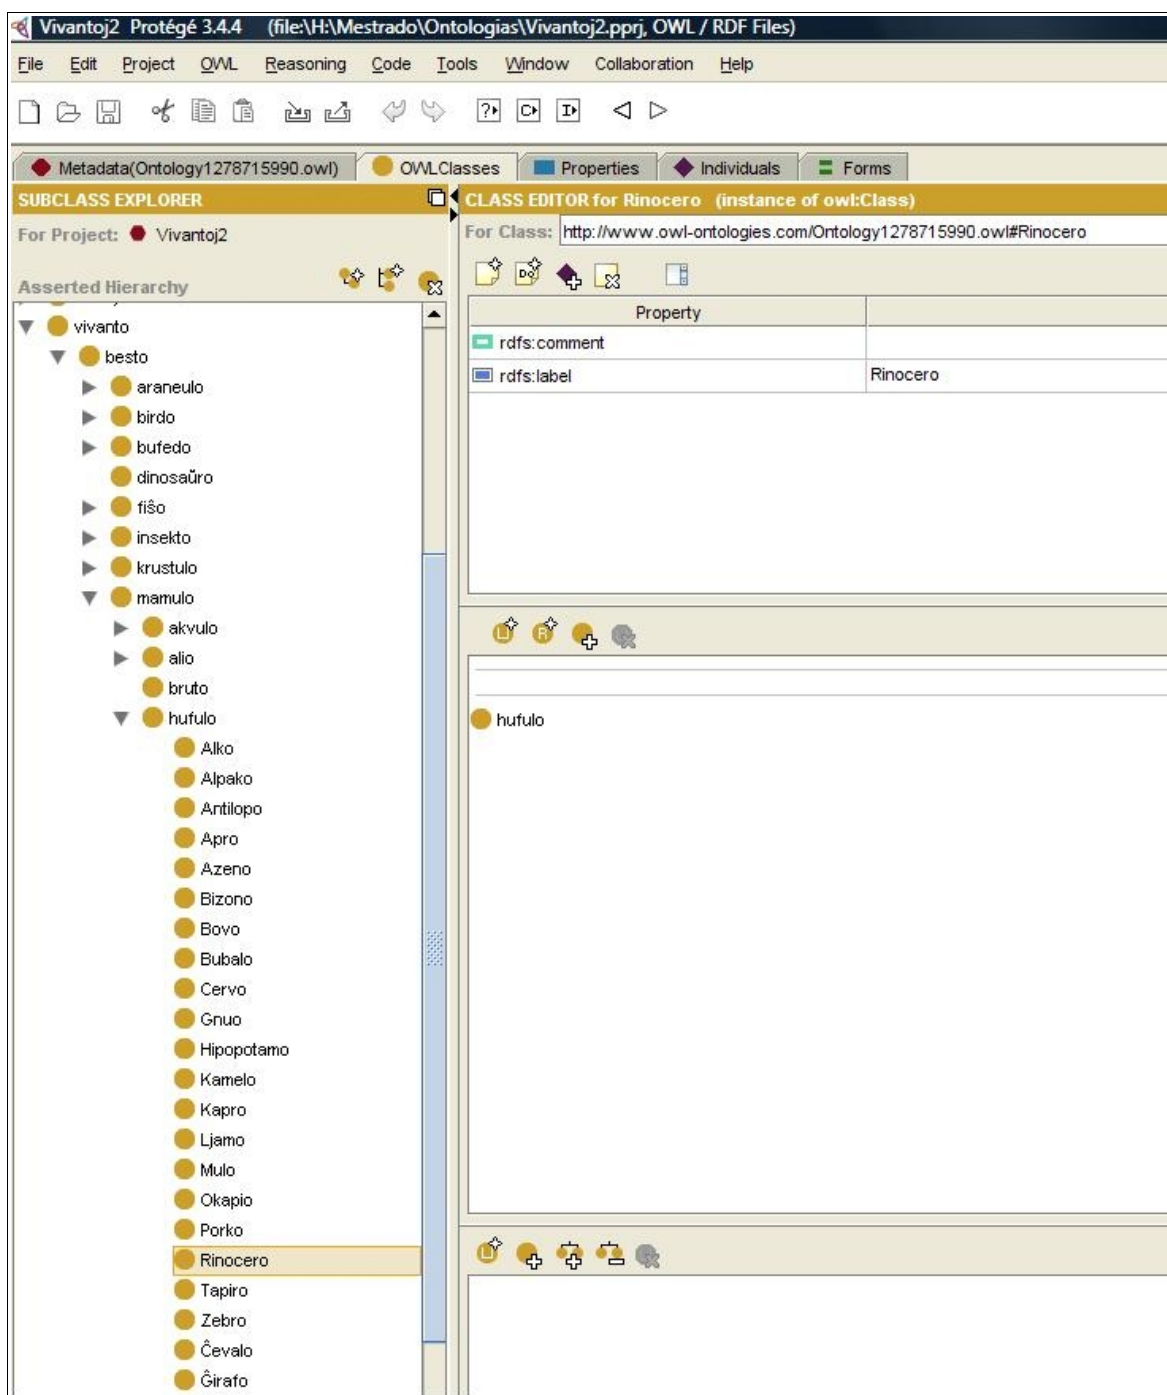 Vivantoj2 Protégé 3.4.4 (file:\H:\Mestrado\Ontologias\Vivantoj2.pprj, OWL / RDF Files)
File Edit Project OWL Reasoning Code Tools Window Collaboration Help
Metadata(Ontology1278715990.owl) OWLClasses Properties Individuals Forms
SUBCLASS EXPLORER
For Project: Vivantoj2
Asserted Hierarchy
vivanto
besto
araneulo
birdo
bufedo
dinosaŭro
fiŝo
insekto
krustulo
mamulo
akvulo
alio
bruto
hufulo
Alko
Alpako
Antilopo
Apro
Azeno
Bizono
Bovo
Bubalo
Cervo
Gnuo
Hipopotamo
Kamelo
Kapro
Ljamo
Mulo
Okapio
Porko
Rinocero
Tapiro
Zebro
Ĉevalo
Ĝirafo
CLASS EDITOR for Rinocero (instance of owl:Class)
For Class: http://www.owl-ontologies.com/Ontology1278715990.owl#Rinocero
Property
rdfs:comment
rdfs:label Rinocero
hufulo